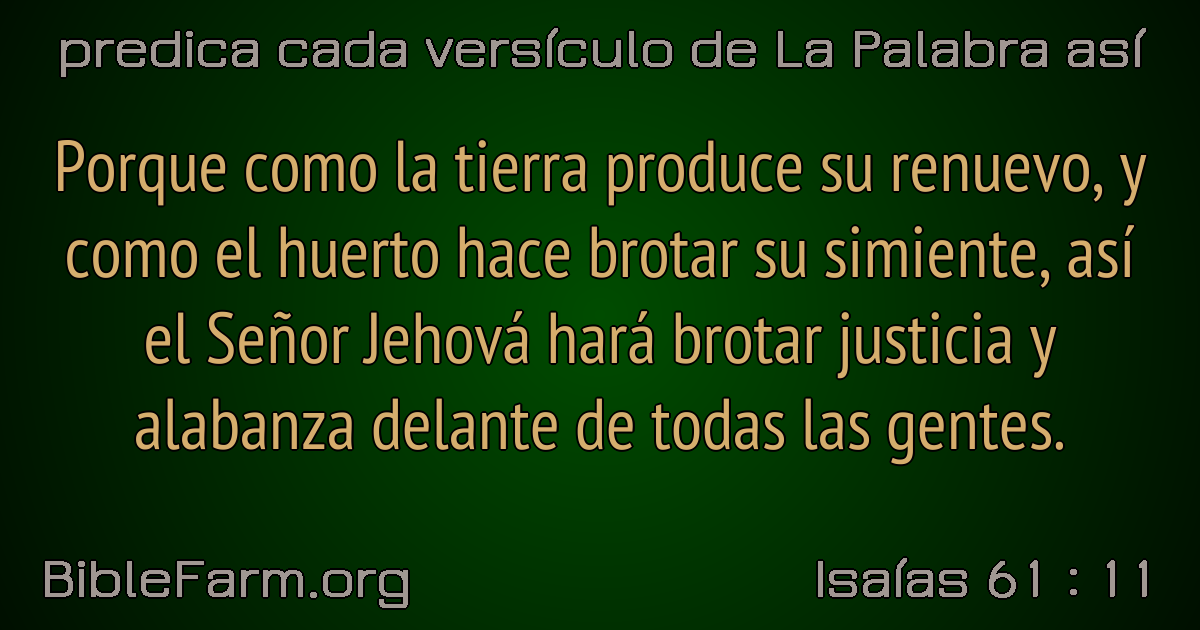 predica cada versículo de La Palabra así
Porque como la tierra produce su renuevo, y
como el huerto hace brotar su simiente, así
el Señor Jehová hará brotar justicia y
alabanza delante de todas las gentes.
BibleFarm.org
Isaías 61 : 11